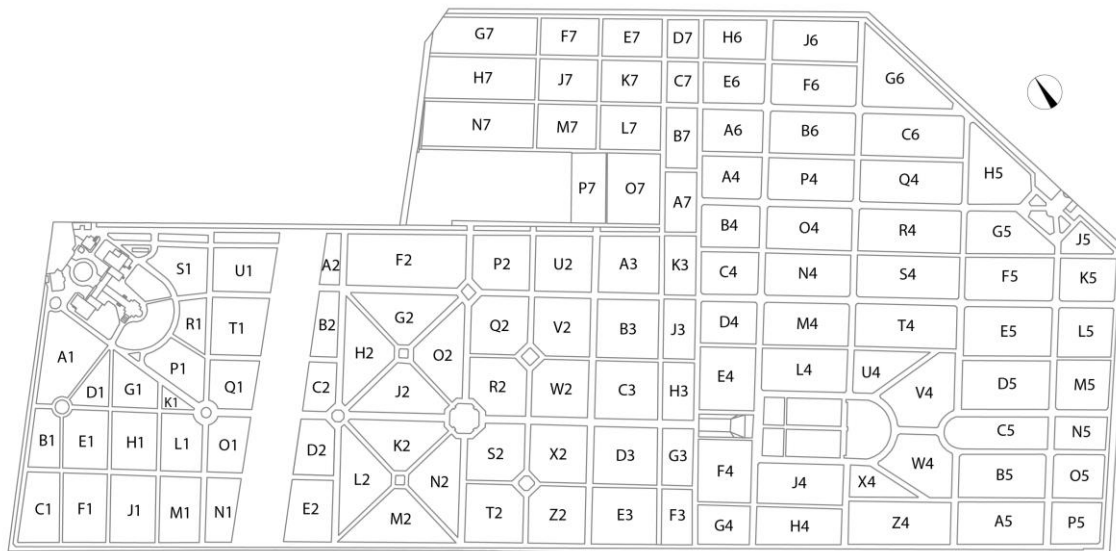 G7 F7 E7 D7 H6 J6
G6
H7 J7 K7 C7 E6 F6
N7 M7 L7 B7 A6 B6 C6
P7 O7 A7 A4 P4 Q4 H5
B4 O4 R4 G5 J5
S1 U1 A2 F2 P2 U2 A3 K3 C4 N4 S4 F5 K5
R1 T1 B2 G2 Q2 V2 B3 J3 D4 M4 T4 E5 L5
A1 P1 H2 O2
D1 G1 K1 Q1 C2 J2 R2 W2 C3 H3 E4 L4 U4 V4 D5 M5
B1 E1 H1 L1 O1 D2 K2 S2 X2 D3 G3 C5 N5
L2 N2 F4 J4 X4 W4 B5 O5
C1 F1 J1 M1 N1 E2 M2 T2 Z2 E3 F3 G4 H4 Z4 A5 P5